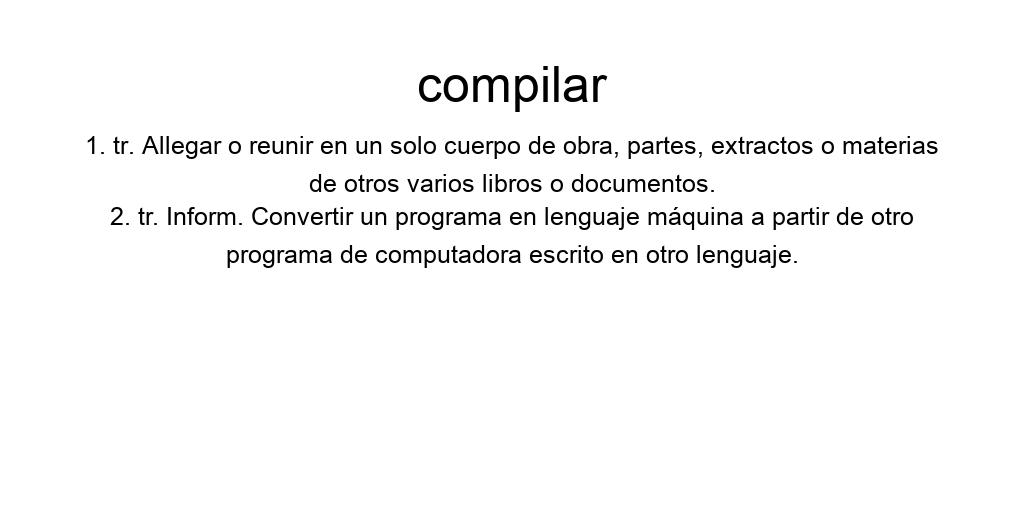 compilar
1. tr. Allegar o reunir en un solo cuerpo de obra, partes, extractos o materias
de otros varios libros o documentos.
2. tr. Inform. Convertir un programa en lenguaje máquina a partir de otro
programa de computadora escrito en otro lenguaje.